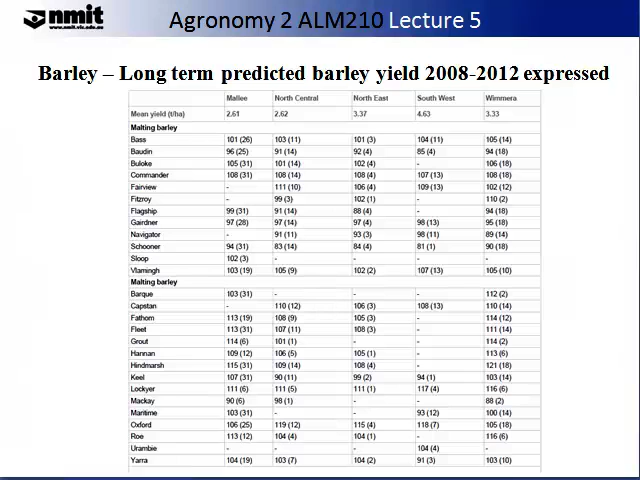 nmit
www.nmit.vic.edu.au
Agronomy 2 ALM210 Lecture 5
Barley – Long term predicted barley yield 2008-2012 expressed
Mallee North Central North East South West Wimmera
Mean yield (t/ha) 2.61 2.62 3.37 4.63 3.33
Malting barley
Bass 101 (26) 103 (11) 101 (3) 104 (11) 105 (14)
Baudin 96 (25) 91 (14) 92 (4) 85 (4) 94 (18)
Buloke 105 (31) 101 (14) 102 (4) - 106 (18)
Commander 108 (31) 108 (14) 108 (4) 107 (13) 108 (18)
Fairview - 111 (10) 106 (4) 109 (13) 102 (12)
Fitzroy - 99 (3) 102 (1) - 110 (2)
Flagship 99 (31) 91 (14) 88 (4) - 94 (18)
Gairdner 97 (28) 97 (14) 97 (4) 98 (13) 95 (18)
Navigator - 91 (11) 93 (3) 98 (11) 89 (14)
Schooner 94 (31) 83 (14) 84 (4) 81 (1) 90 (18)
Sloop 102 (3) - - - -
Vlamingh 103 (19) 105 (9) 102 (2) 107 (13) 105 (10)
Malting barley
Barque 103 (31) - - - 112 (2)
Capstan - 110 (12) 106 (3) 108 (13) 110 (14)
Fathom 113 (19) 108 (9) 105 (3) - 114 (12)
Fleet 113 (31) 107 (11) 108 (3) - 111 (14)
Grout 114 (6) 101 (1) - - 114 (2)
Hannan 109 (12) 106 (5) 105 (1) - 113 (6)
Hindmarsh 115 (31) 109 (14) 108 (4) - 121 (18)
Keel 107 (31) 90 (11) 99 (2) 94 (1) 103 (14)
Lockyer 111 (6) 111 (5) 111 (1) 117 (4) 116 (6)
Mackay 90 (6) 98 (1) - - 88 (2)
Maritime 103 (31) - - 93 (12) 100 (14)
Oxford 106 (25) 119 (12) 115 (4) 118 (7) 105 (18)
Roe 113 (12) 104 (4) 104 (1) - 116 (6)
Urambie - - - 104 (4) -
Yarra 104 (19) 103 (7) 104 (2) 91 (3) 103 (10)